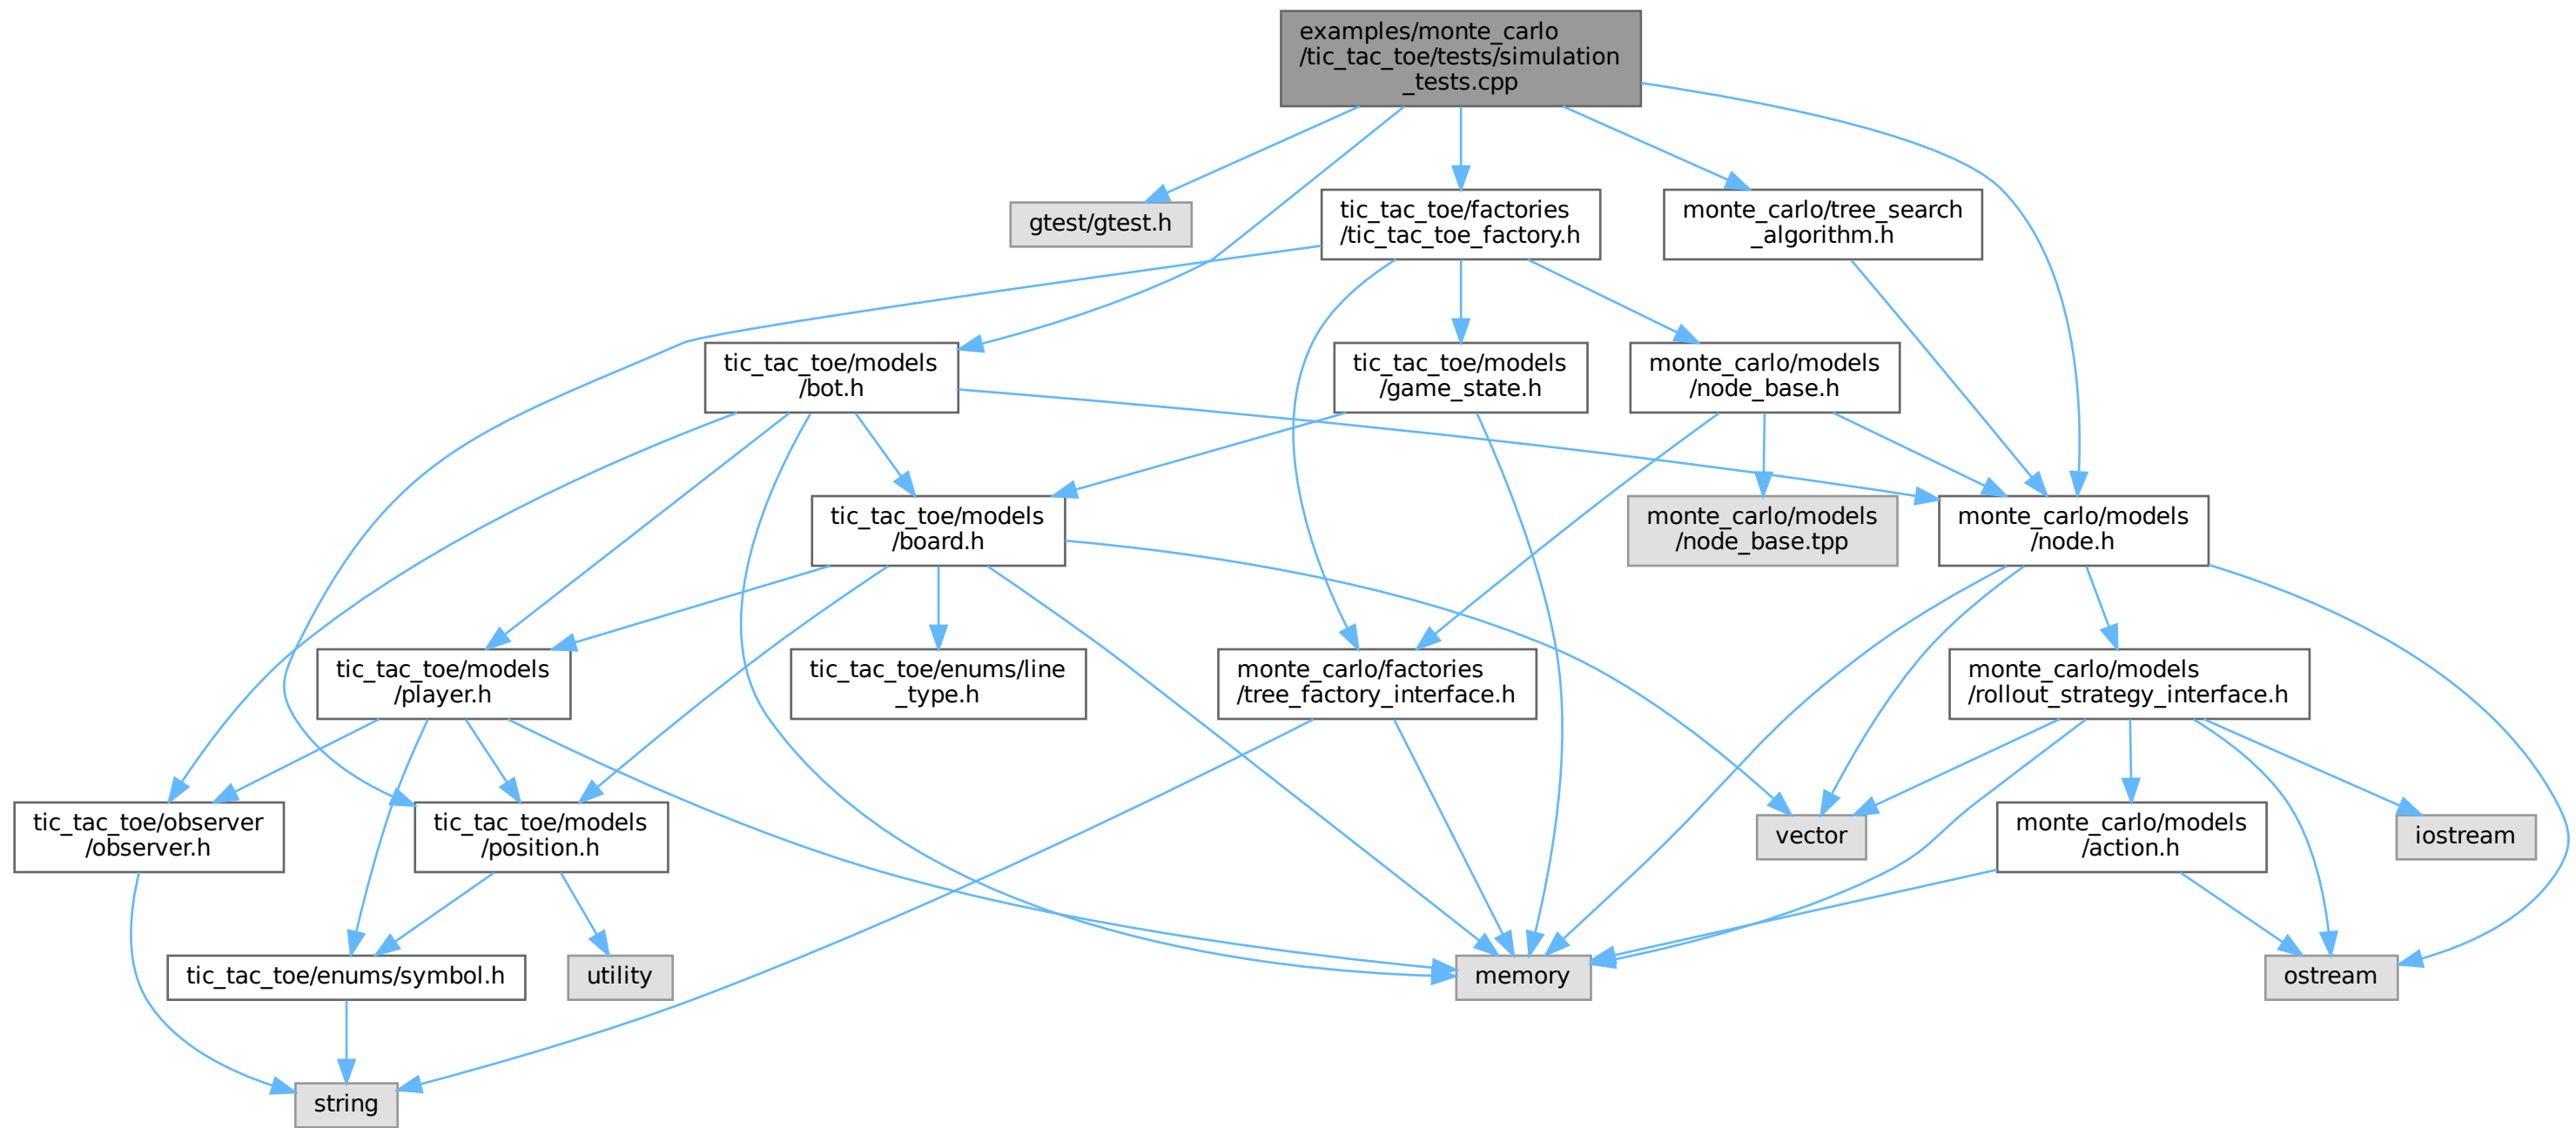 examples/monte_carlo
/tic_tac_toe/tests/simulation
_tests.cpp
gtest/gtest.h
tic_tac_toe/factories
/tic_tac_toe_factory.h
monte_carlo/tree_search
_algorithm.h
tic_tac_toe/models
/bot.h
tic_tac_toe/models
/game_state.h
monte_carlo/models
/node_base.h
tic_tac_toe/models
/board.h
monte_carlo/models
/node_base.tpp
monte_carlo/models
/node.h
tic_tac_toe/models
/player.h
tic_tac_toe/enums/line
_type.h
monte_carlo/factories
/tree_factory_interface.h
monte_carlo/models
/rollout_strategy_interface.h
tic_tac_toe/observer
/observer.h
tic_tac_toe/models
/position.h
vector
monte_carlo/models
/action.h
iostream
tic_tac_toe/enums/symbol.h
utility
memory
ostream
string